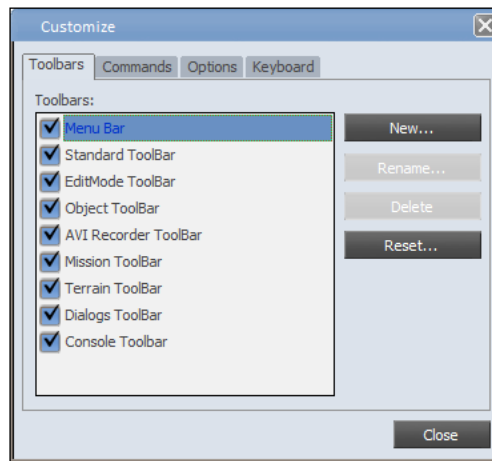 Customize
Toolbars Commands Options Keyboard
Toolbars:
Menu Bar
Standard ToolBar
EditMode ToolBar
Object ToolBar
AVI Recorder ToolBar
Mission ToolBar
Terrain ToolBar
Dialogs ToolBar
Console Toolbar
New...
Rename...
Delete
Reset...
Close